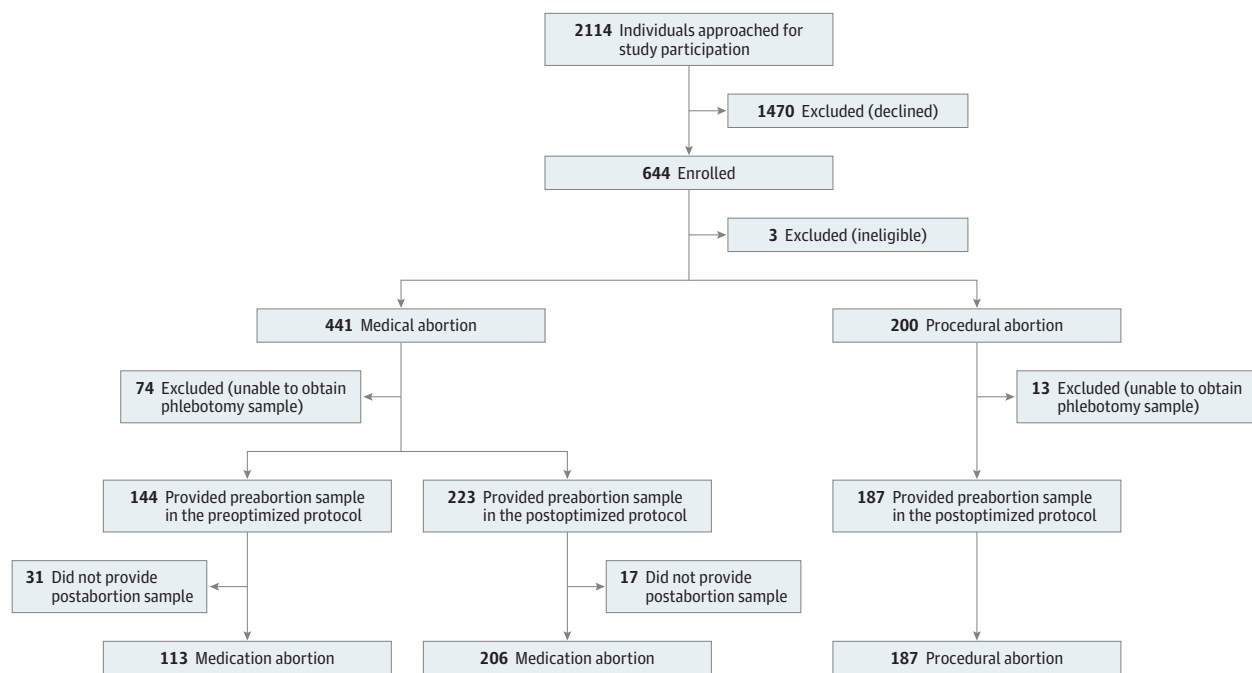 2114 Individuals approached for
study participation
1470 Excluded (declined)
644 Enrolled
3 Excluded (ineligible)
441 Medical abortion
200 Procedural abortion
74 Excluded (unable to obtain
phlebotomy sample)
13 Excluded (unable to obtain
phlebotomy sample)
144 Provided preabortion sample
in the preoptimized protocol
223 Provided preabortion sample
in the postoptimized protocol
187 Provided preabortion sample
in the postoptimized protocol
31 Did not provide
postabortion sample
17 Did not provide
postabortion sample
113 Medication abortion
206 Medication abortion
187 Procedural abortion